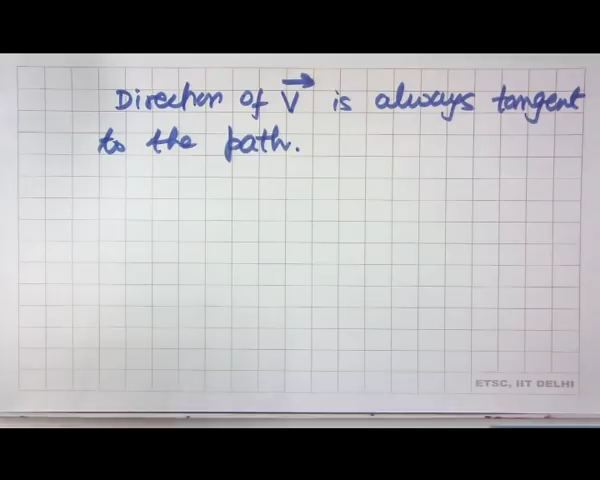 Direction of V⃗ is always tangent
to the path.
ETSC, IIT DELHI